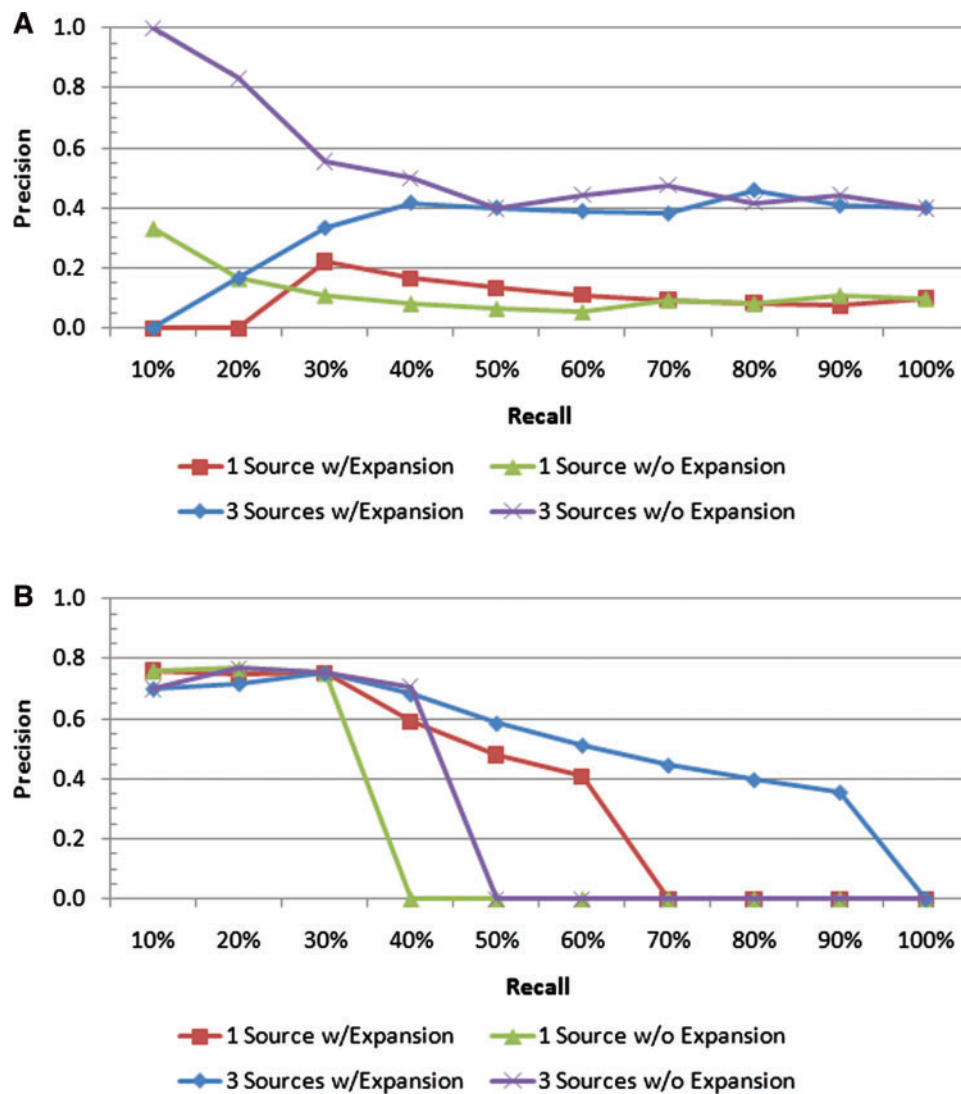 A
1.0
0.8
0.6
0.4
0.2
0.0
Precision
10% 20% 30% 40% 50% 60% 70% 80% 90% 100%
Recall
1 Source w/Expansion 1 Source w/o Expansion
3 Sources w/Expansion 3 Sources w/o Expansion
B
1.0
0.8
0.6
0.4
0.2
0.0
Precision
10% 20% 30% 40% 50% 60% 70% 80% 90% 100%
Recall
1 Source w/Expansion 1 Source w/o Expansion
3 Sources w/Expansion 3 Sources w/o Expansion